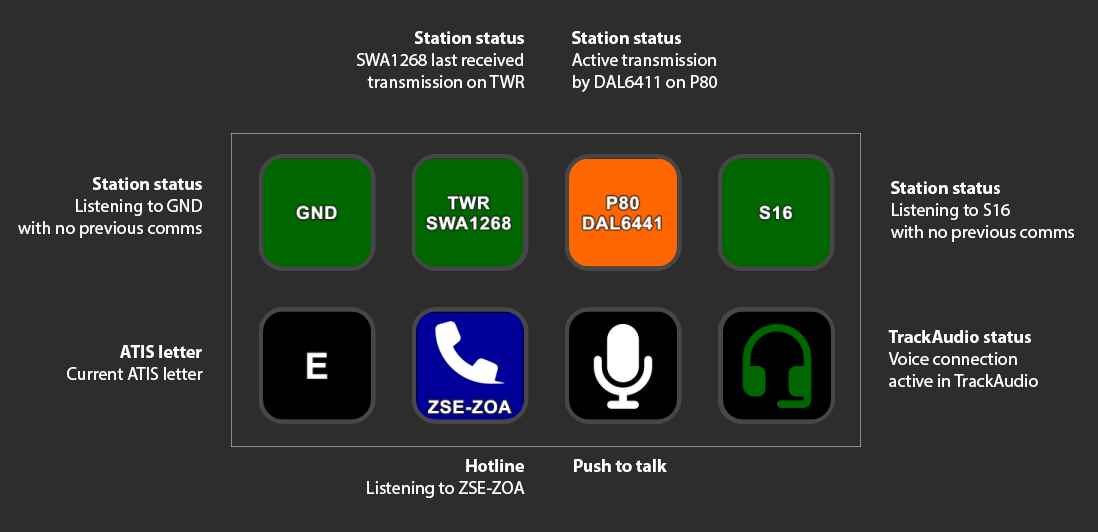 Station status
SWA1268 last received
transmission on TWR
Station status
Active transmission
by DAL6411 on P80
Station status
Listening to GND
with no previous comms
GND
TWR
SWA1268
P80
DAL6441
S16
Station status
Listening to S16
with no previous comms
ATIS letter
Current ATIS letter
E
ZSE-ZOA
TrackAudio status
Voice connection
active in TrackAudio
Hotline
Listening to ZSE-ZOA
Push to talk